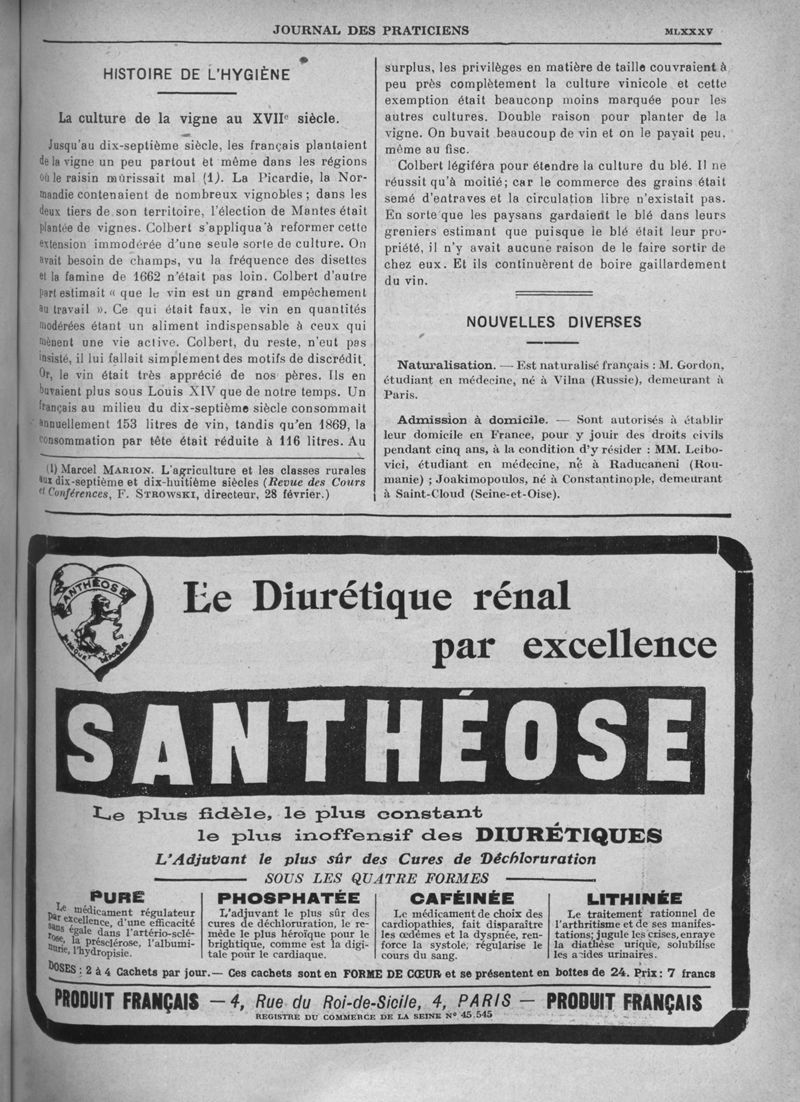 JOURNAL DES PRATICIENS
MLXXXV
HISTOIRE DE L'HYGIÈNE
La culture de la vigne au XVIIe siècle.
Jusqu'au dix-septième siècle, les français plantaient
de la vigne un peu partout et même dans les régions
où le raisin mûrissait mal (1). La Picardie, la Nor-
mandie contenaient de nombreux vignobles ; dans les
deux tiers de son territoire, l'élection de Mantes était
plantée de vignes. Colbert s'appliqua à reformer cette
extension immodérée d'une seule sorte de culture. On
avait besoin de champs, vu la fréquence des disettes
et la famine de 1662 n'était pas loin. Colbert d'autre
part estimait « que le vin est un grand empêchement
au travail ». Ce qui était faux, le vin en quantités
modérées étant un aliment indispensable à ceux qui
mènent une vie active. Colbert, du reste, n'eut pas
insisté, il lui fallait simplement des motifs de discrédit.
Or, le vin était très apprécié de nos pères. Ils en
buvaient plus sous Louis XIV que de notre temps. Un
français au milieu du dix-septième siècle consommait
annuellement 153 litres de vin, tandis qu'en 1869, la
consommation par tête était réduite à 116 litres. Au
(1) Marcel MARION. L'agriculture et les classes rurales
aux dix-septième et dix-huitième siècles (Revue des Cours
et Conférences, F. STROWSKI, directeur, 28 février.)
surplus, les privilèges en matière de taille couvraient à
peu près complètement la culture vinicole et cette
exemption était beaucoup moins marquée pour les
autres cultures. Double raison pour planter de la
vigne. On buvait beaucoup de vin et on le payait peu,
même au fisc.
Colbert légiféra pour étendre la culture du blé. Il ne
réussit qu'à moitié; car le commerce des grains était
semé d'entraves et la circulation libre n'existait pas.
En sorte que les paysans gardaient le blé dans leurs
greniers estimant que puisque le blé était leur pro-
priété, il n'y avait aucune raison de le faire sortir de
chez eux. Et ils continuèrent de boire gaillardement
du vin.
NOUVELLES DIVERSES
Naturalisation. — Est naturalisé français : M. Gordon,
étudiant en médecine, né à Vilna (Russie), demeurant à
Paris.
Admission à domicile. — Sont autorisés à établir
leur domicile en France, pour y jouir des droits civils
pendant cinq ans, à la condition d'y résider : MM. Leibo-
vici, étudiant en médecine, né à Raducaneni (Rou-
manie) ; Joakimopoulos, né à Constantinople, demeurant
à Saint-Cloud (Seine-et-Oise).
SANTHÉOSE
Le Diurétique rénal
par excellence
SANTHÉOSE
Le plus fidèle, le plus constant
le plus inoffensif des DIURÉTIQUES
L'Adjuvant le plus sûr des Cures de Déchloruration
SOUS LES QUATRE FORMES
PURE
Le médicament régulateur
par excellence, d'une efficacité
sans égale dans l'artério-sclé-
rose, la présclérose, l'albumi-
nurie, l'hydropisie.
PHOSPHATÉE
L'adjuvant le plus sûr des
cures de déchloruration, le re-
mède le plus héroïque pour le
brightique, comme est la digi-
tale pour le cardiaque.
CAFÉINÉE
Le médicament de choix des
cardiopathies, fait disparaître
les œdèmes et la dyspnée, ren-
force la systole, régularise le
cours du sang.
LITHINÉE
Le traitement rationnel de
l'arthritisme et de ses manifes-
tations; jugule les crises, enraye
la diathèse urique, solubilise
les acides urinaires.
DOSES : 2 à 4 Cachets par jour. — Ces cachets sont en FORME DE CŒUR et se présentent en boîtes de 24. Prix : 7 francs
PRODUIT FRANÇAIS — 4, Rue du Roi-de-Sicile, 4, PARIS — PRODUIT FRANÇAIS
REGISTRE DU COMMERCE DE LA SEINE No 45.545